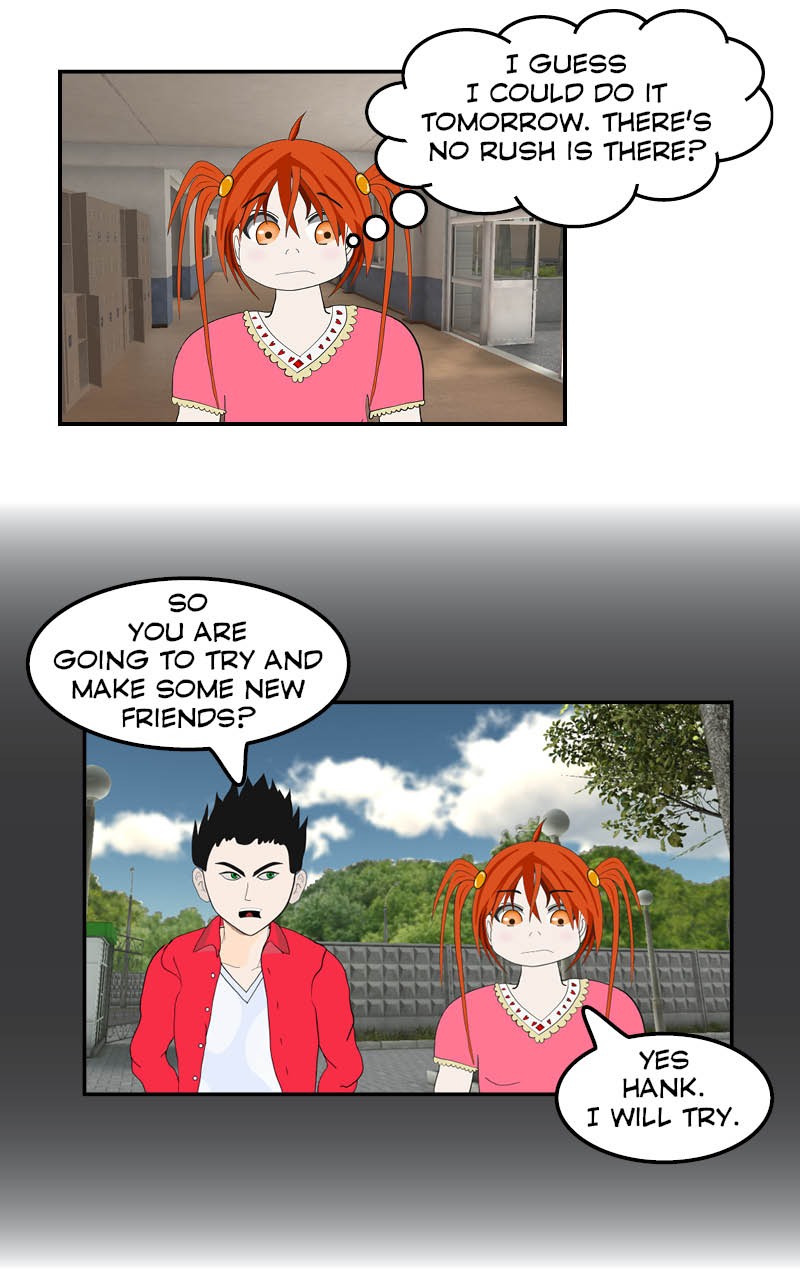 I GUESS
I COULD DO IT
TOMORROW. THERE'S
NO RUSH IS THERE?
SO
YOU ARE
GOING TO TRY AND
MAKE SOME NEW
FRIENDS?
YES
HANK.
I WILL TRY.